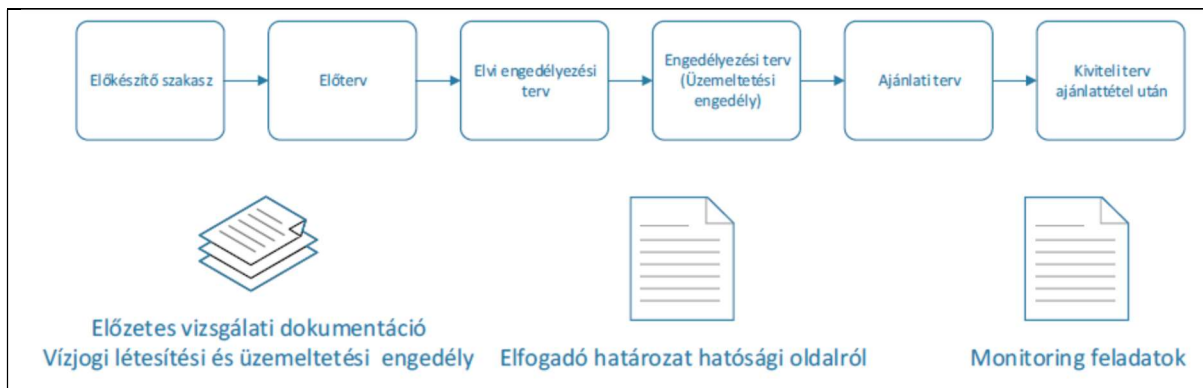 Előkészítő szakasz
Előterv
Elvi engedélyezési
terv
Engedélyezési terv
(Üzemeltetési
engedély)
Ajánlati terv
Kiviteli terv
ajánlattétel után
Előzetes vizsgálati dokumentáció
Vízjogi létesítési és üzemeltetési engedély
Elfogadó határozat hatósági oldalról
Monitoring feladatok